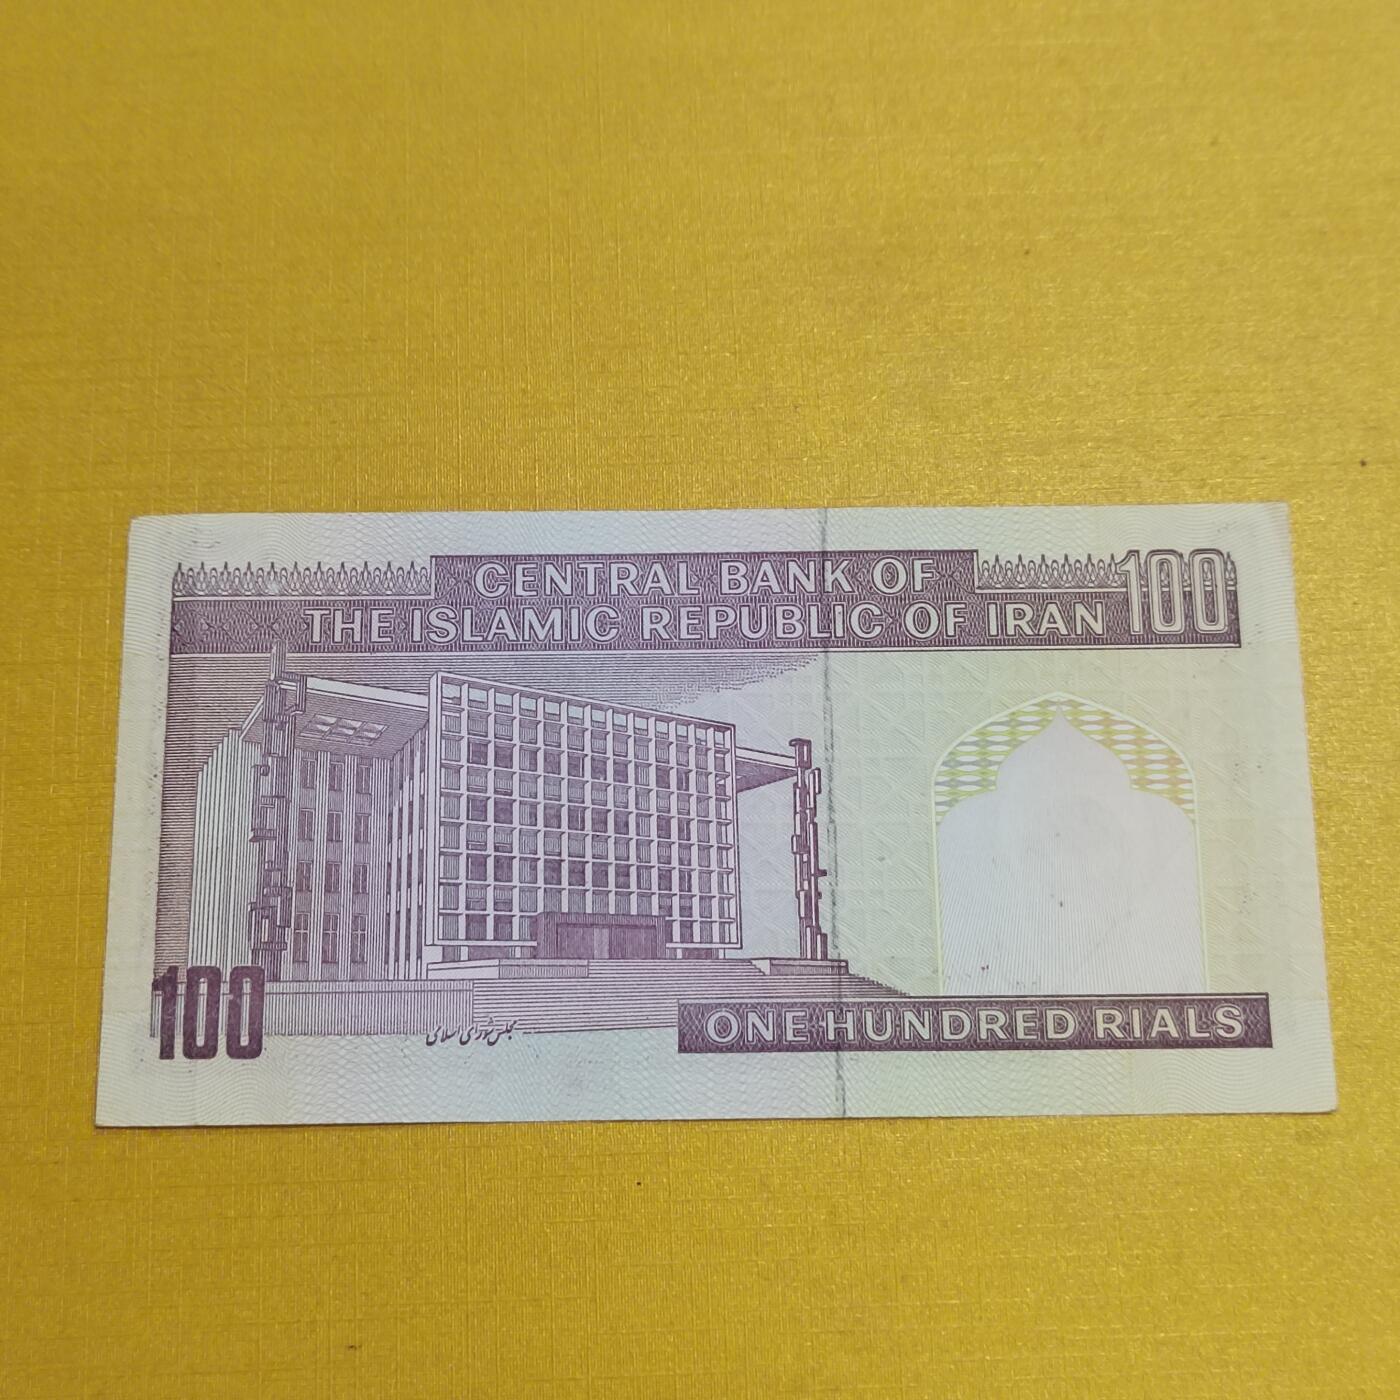 CENTRAL BANK OF
THE ISLAMIC REPUBLIC OF IRAN 100
100
مجلس شورای اسلامی
ONE HUNDRED RIALS